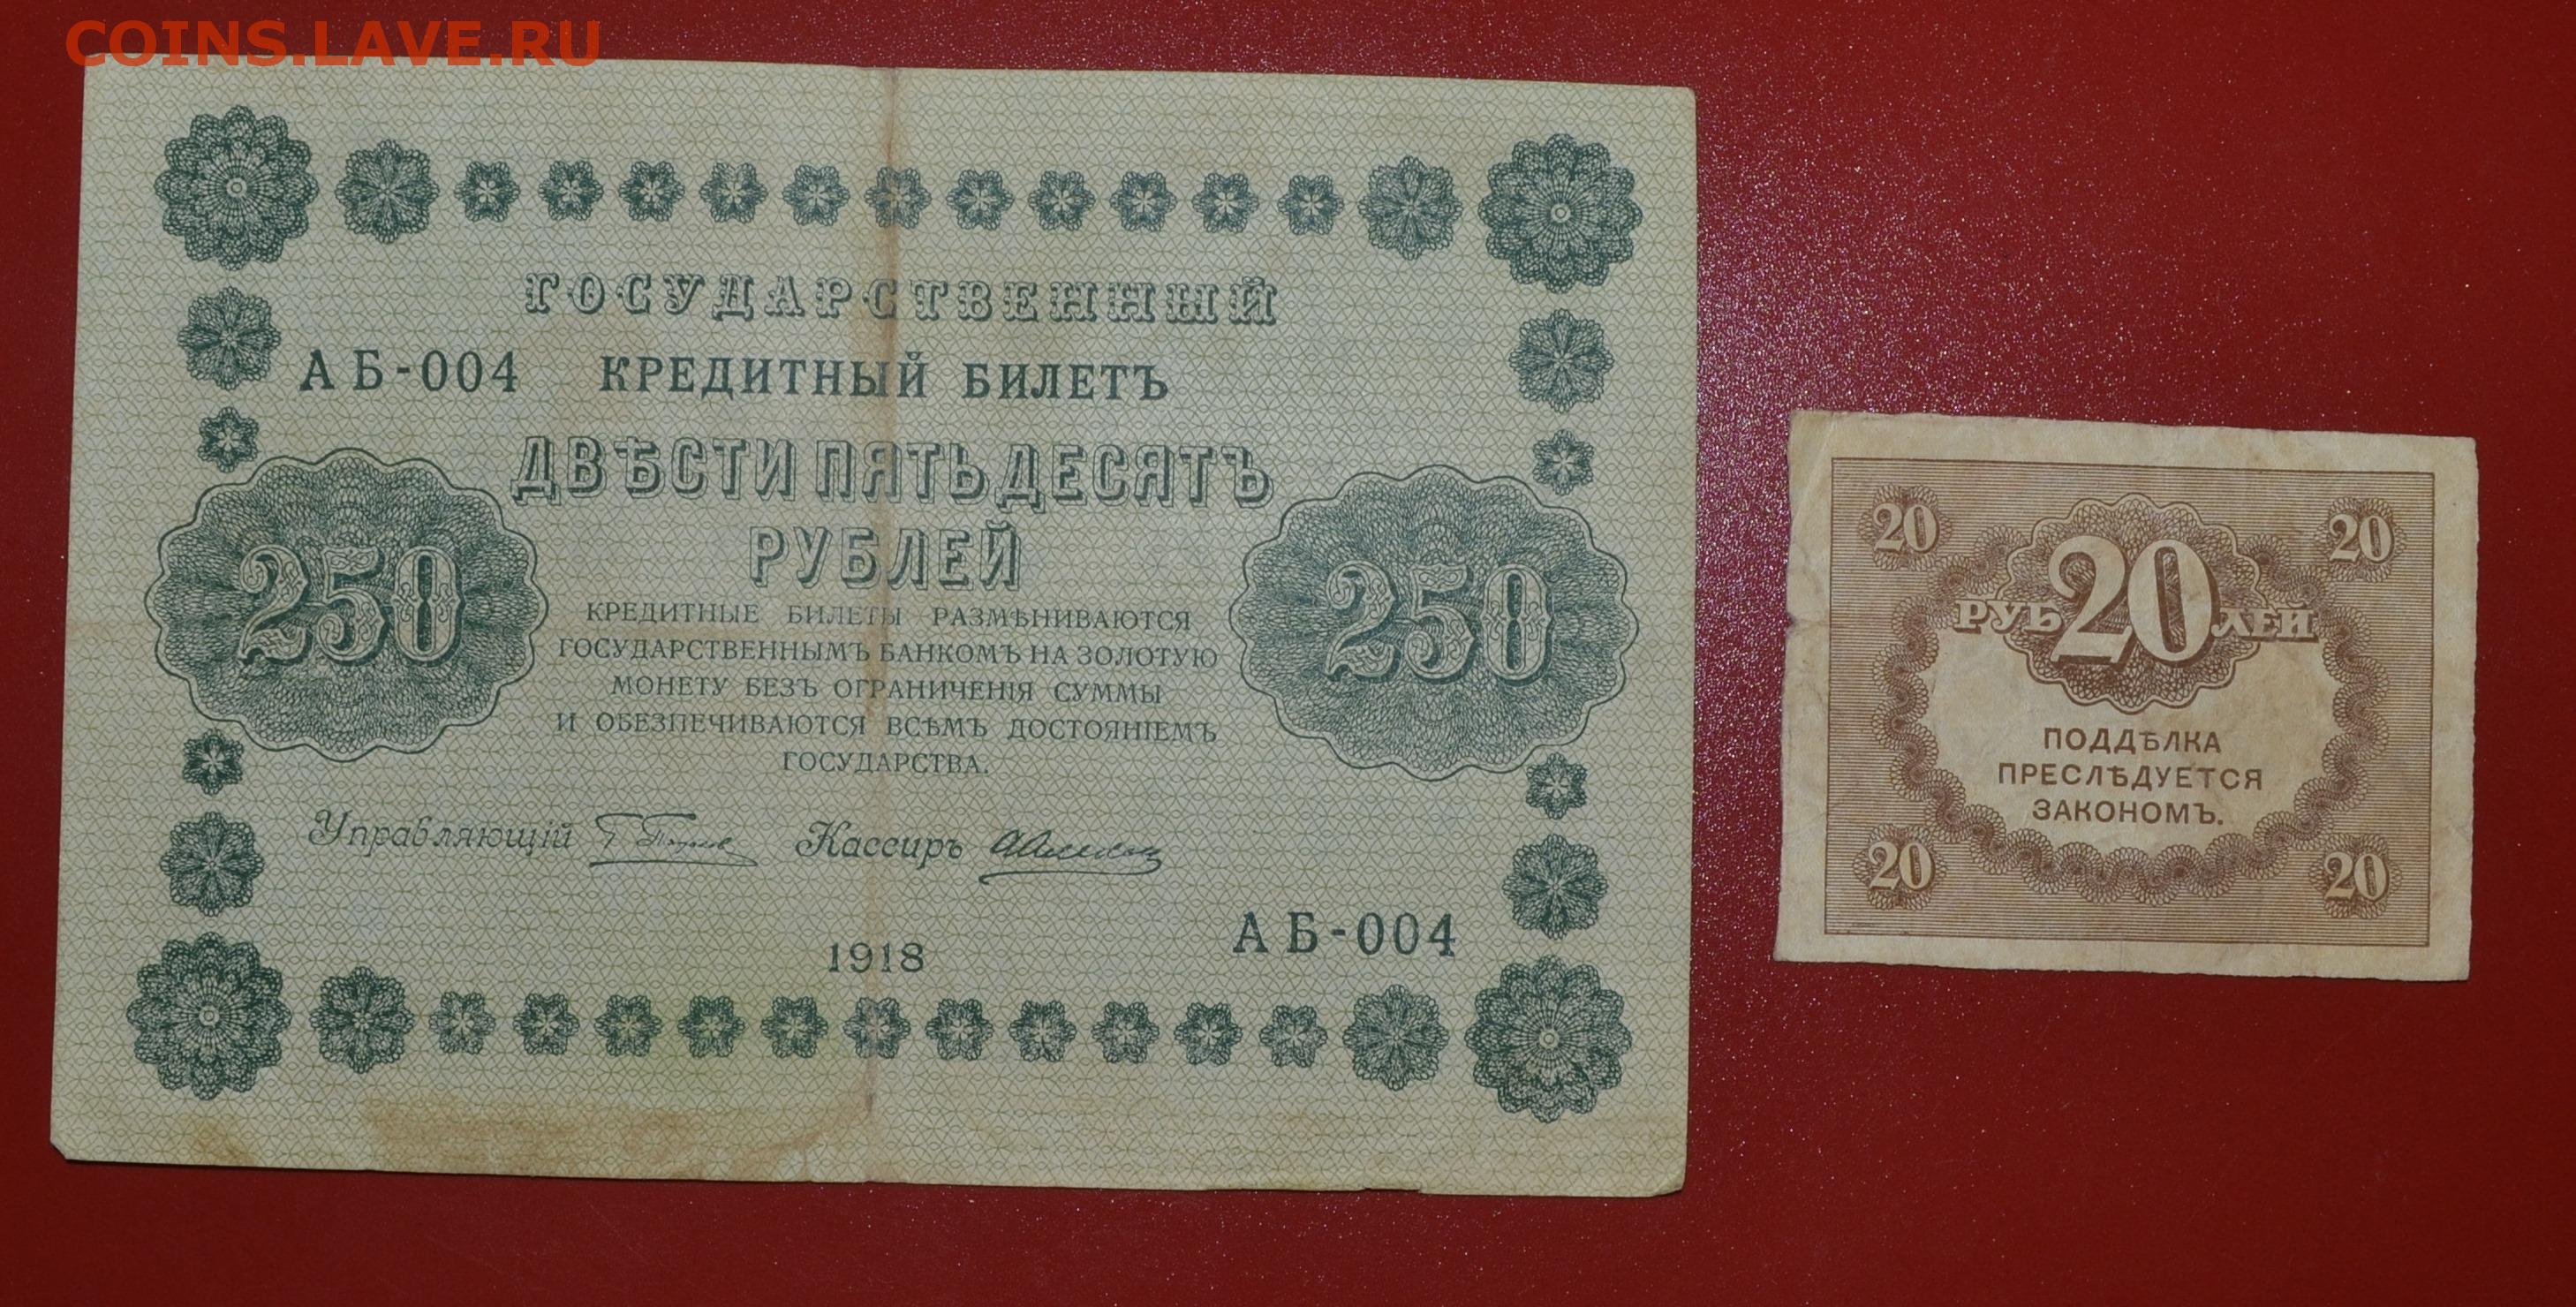 COINS.LAVE.RU
ГОСУДАРСТВЕННЫЙ
АБ-004 КРЕДИТНЫЙ БИЛЕТЪ
ДВѢСТИ ПЯТЬДЕСЯТЪ
РУБЛЕЙ
250
250
КРЕДИТНЫЕ БИЛЕТЫ РАЗМѢНИВАЮТСЯ
ГОСУДАРСТВЕННЫМЪ БАНКОМЪ НА ЗОЛОТУЮ
МОНЕТУ БЕЗЪ ОГРАНИЧЕНІЯ СУММЫ
И ОБЕЗПЕЧИВАЮТСЯ ВСѢМЪ ДОСТОЯНІЕМЪ
ГОСУДАРСТВА.
Управляющій Кассиръ
АБ-004
1918
20 20
РУБ 20 ЛЕЙ
ПОДДѢЛКА
ПРЕСЛѢДУЕТСЯ
ЗАКОНОМЪ.
20 20